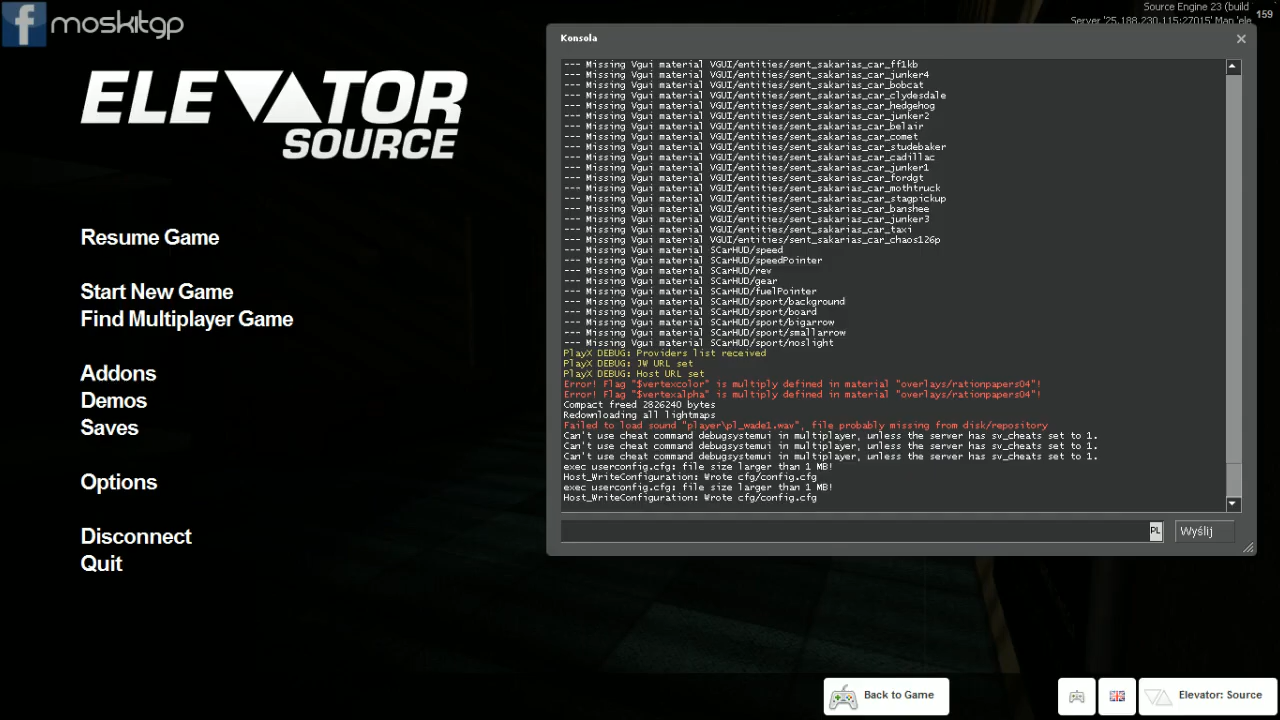 moskitgp
Source Engine 23 (build
159
Server '25.188.230.115:27015' Map 'ele
ELEVATOR
SOURCE
Resume Game
Start New Game
Find Multiplayer Game
Addons
Demos
Saves
Options
Disconnect
Quit
Konsola
--- Missing Vgui material VGUI/entities/sent_sakarias_car_ff1kb
--- Missing Vgui material VGUI/entities/sent_sakarias_car_junker4
--- Missing Vgui material VGUI/entities/sent_sakarias_car_bobcat
--- Missing Vgui material VGUI/entities/sent_sakarias_car_clydesdale
--- Missing Vgui material VGUI/entities/sent_sakarias_car_hedgehog
--- Missing Vgui material VGUI/entities/sent_sakarias_car_junker2
--- Missing Vgui material VGUI/entities/sent_sakarias_car_belair
--- Missing Vgui material VGUI/entities/sent_sakarias_car_comet
--- Missing Vgui material VGUI/entities/sent_sakarias_car_studebaker
--- Missing Vgui material VGUI/entities/sent_sakarias_car_cadillac
--- Missing Vgui material VGUI/entities/sent_sakarias_car_junker1
--- Missing Vgui material VGUI/entities/sent_sakarias_car_fordgt
--- Missing Vgui material VGUI/entities/sent_sakarias_car_mothtruck
--- Missing Vgui material VGUI/entities/sent_sakarias_car_stagpickup
--- Missing Vgui material VGUI/entities/sent_sakarias_car_banshee
--- Missing Vgui material VGUI/entities/sent_sakarias_car_junker3
--- Missing Vgui material VGUI/entities/sent_sakarias_car_taxi
--- Missing Vgui material VGUI/entities/sent_sakarias_car_chaos126p
--- Missing Vgui material SCarHUD/speed
--- Missing Vgui material SCarHUD/speedPointer
--- Missing Vgui material SCarHUD/rev
--- Missing Vgui material SCarHUD/gear
--- Missing Vgui material SCarHUD/fuelPointer
--- Missing Vgui material SCarHUD/sport/background
--- Missing Vgui material SCarHUD/sport/board
--- Missing Vgui material SCarHUD/sport/bigarrow
--- Missing Vgui material SCarHUD/sport/smallarrow
--- Missing Vgui material SCarHUD/sport/noslight
PlayX DEBUG: Providers list received
PlayX DEBUG: JW URL set
PlayX DEBUG: Host URL set
Error! Flag "$vertexcolor" is multiply defined in material "overlays/rationpapers04"!
Error! Flag "$vertexalpha" is multiply defined in material "overlays/rationpapers04"!
Compact freed 2826240 bytes
Redownloading all lightmaps
Failed to load sound "player\pl_wade1.wav", file probably missing from disk/repository
Can't use cheat command debugsystemui in multiplayer, unless the server has sv_cheats set to 1.
Can't use cheat command debugsystemui in multiplayer, unless the server has sv_cheats set to 1.
Can't use cheat command debugsystemui in multiplayer, unless the server has sv_cheats set to 1.
exec userconfig.cfg: file size larger than 1 MB!
Host_WriteConfiguration: Wrote cfg/config.cfg
exec userconfig.cfg: file size larger than 1 MB!
Host_WriteConfiguration: Wrote cfg/config.cfg
PL
Wyślij
Back to Game
Elevator: Source